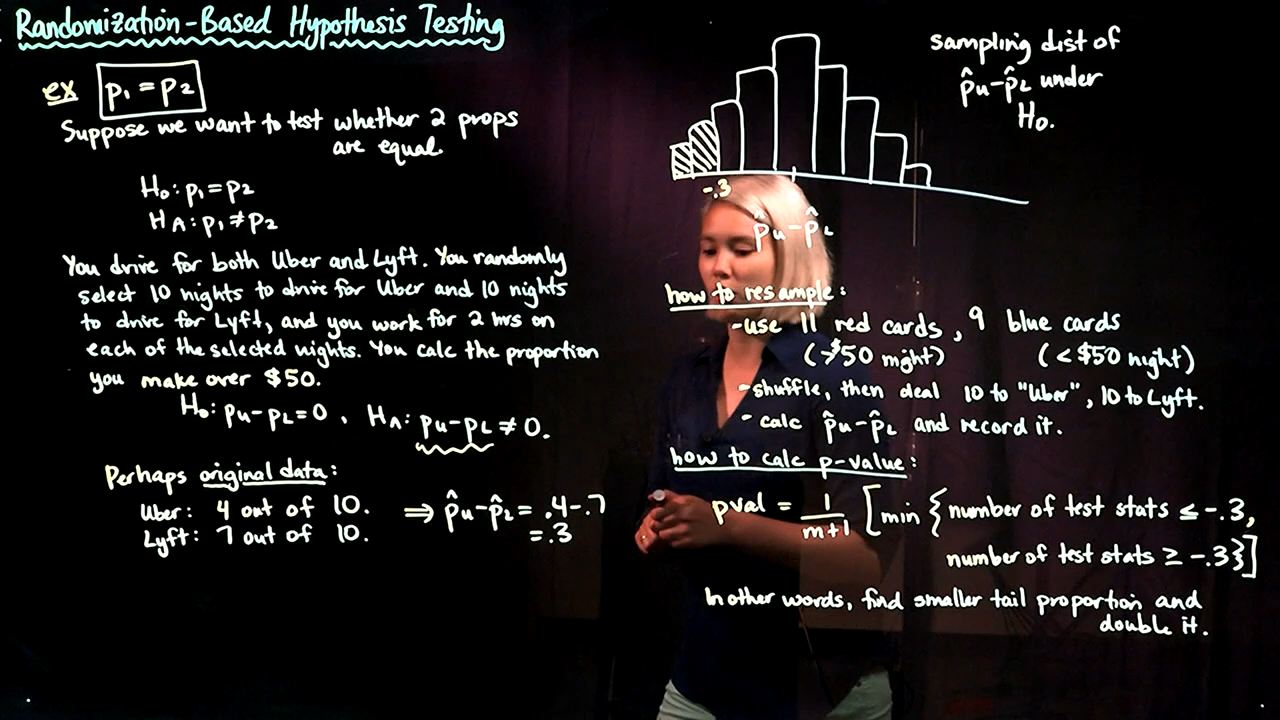 Randomization-Based Hypothesis Testing
ex p₁ = p₂
Suppose we want to test whether 2 props
are equal.
H₀: p₁ = p₂
HA: p₁ ≠ p₂
You drive for both Uber and Lyft. You randomly
select 10 nights to drive for Uber and 10 nights
to drive for Lyft, and you work for 2 hrs on
each of the selected nights. You calc the proportion
you make over $50.
H₀: pU-pL = 0, HA: pU-pL ≠ 0.
Perhaps original data:
Uber: 4 out of 10. ⇒ p̂U-p̂L = .4-.7
Lyft: 7 out of 10. = .3
sampling dist of
p̂U-p̂L under
H₀.
-.3
p̂U-p̂L
how to resample:
-use 11 red cards, 9 blue cards
(>$50 night) (<$50 night)
-shuffle, then deal 10 to "Uber", 10 to Lyft.
- calc p̂U-p̂L and record it.
how to calc p-value:
pval = 1/(m+1) [min {number of test stats ≤ -.3,
number of test stats ≥ -.3}]
In other words, find smaller tail proportion and
double it.